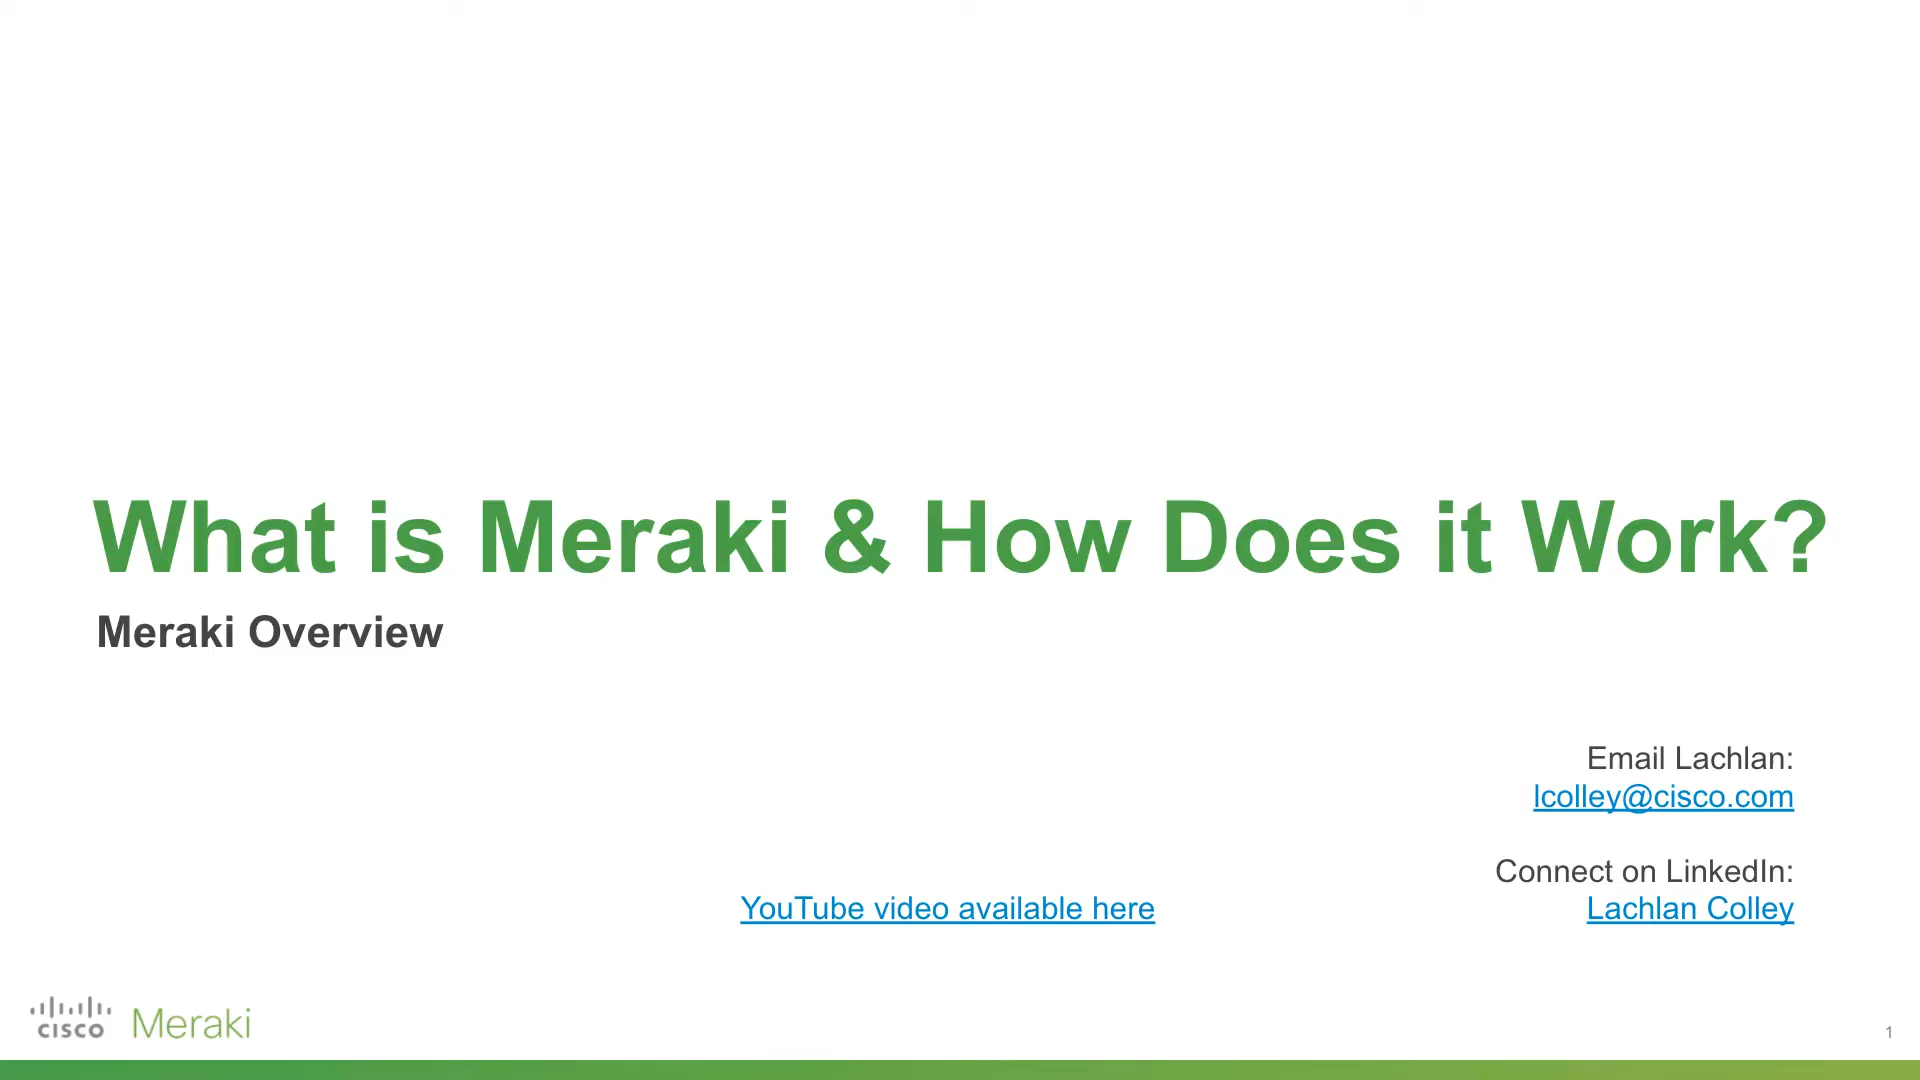 What is Meraki & How Does it Work?
Meraki Overview
Email Lachlan:
lcolley@cisco.com
Connect on LinkedIn:
Lachlan Colley
YouTube video available here
CISCO Meraki
1